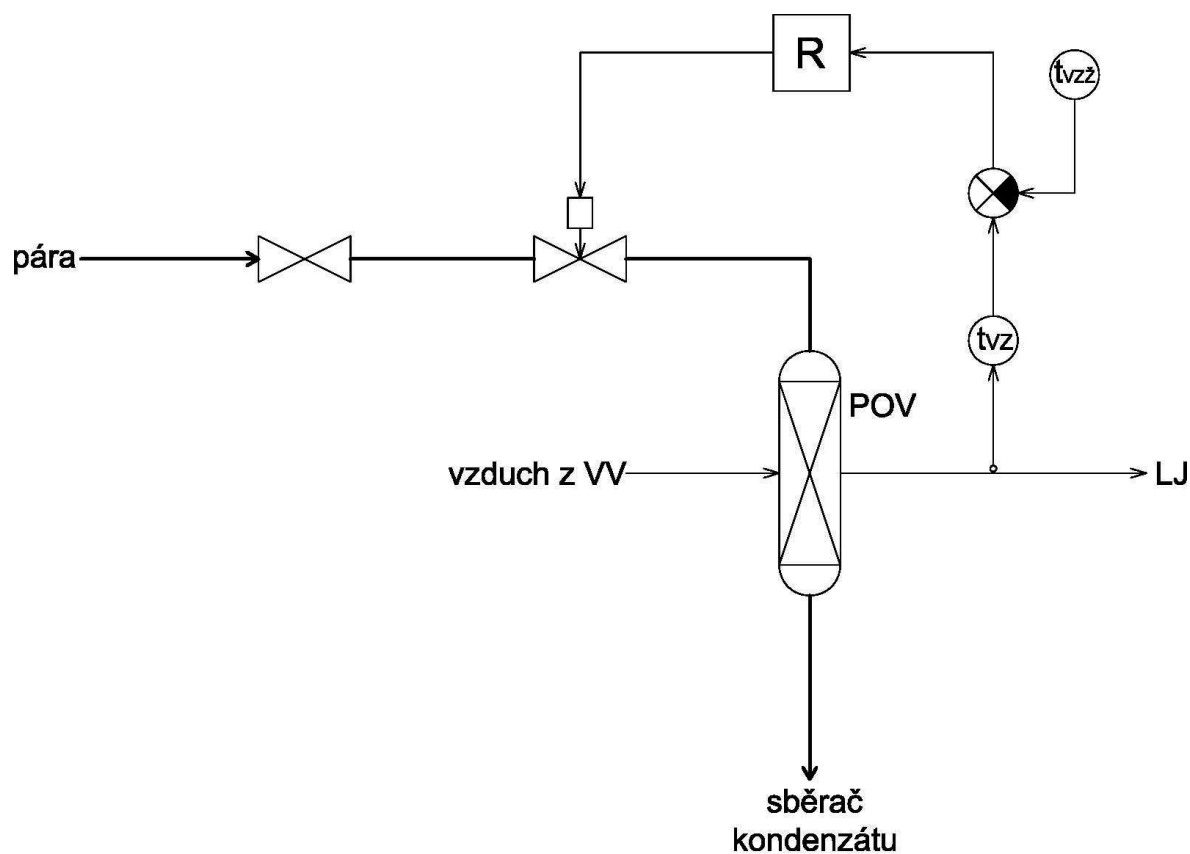 R
tvzž
pára
tvz
POV
vzduch z VV
LJ
sběrač
kondenzátu